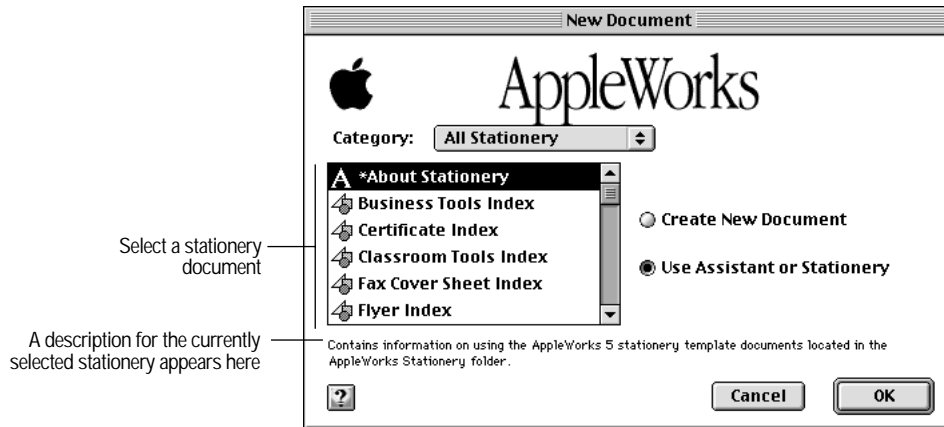 New Document
AppleWorks
Category: All Stationery
A *About Stationery
Business Tools Index
Certificate Index
Classroom Tools Index
Fax Cover Sheet Index
Flyer Index
Create New Document
Use Assistant or Stationery
Select a stationery
document
A description for the currently
selected stationery appears here
Contains information on using the AppleWorks 5 stationery template documents located in the
AppleWorks Stationery folder.
?
Cancel OK